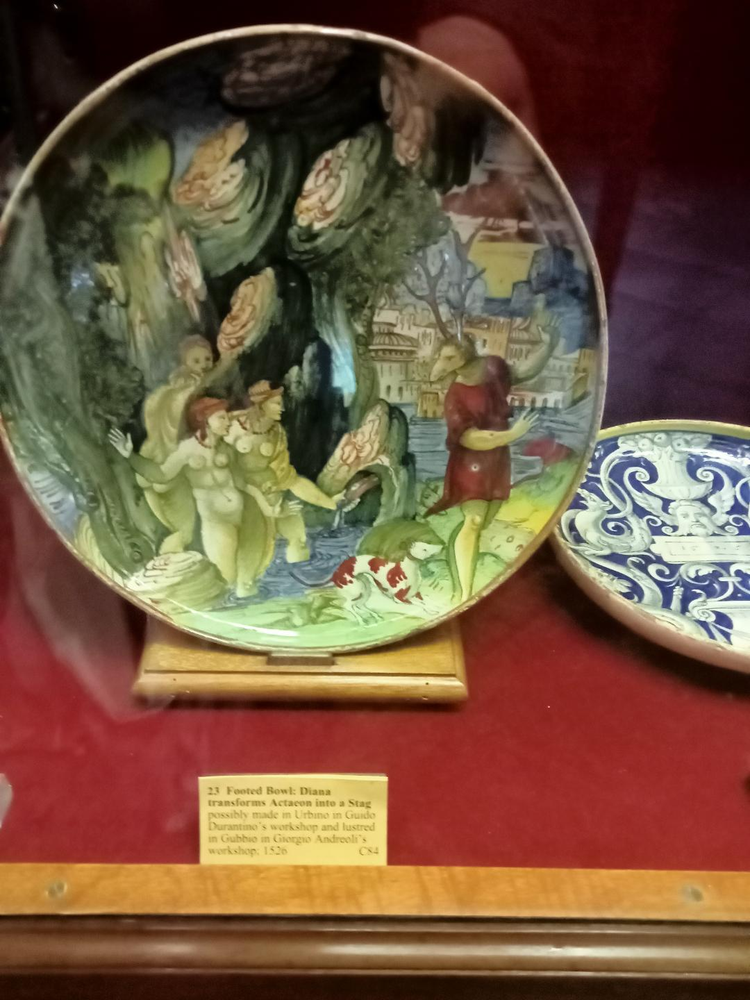 23 Footed Bowl: Diana
transforms Actaeon into a Stag
possibly made in Urbino in Guido
Durantino's workshop and lustred
in Gubbio in Giorgio Andreoli's
workshop; 1526 C84